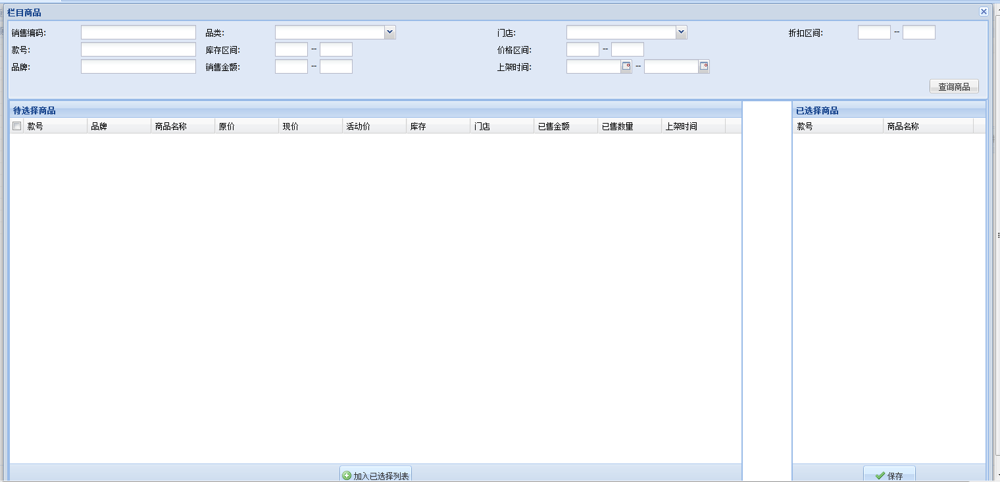 栏目商品
销售编码: 品类: 门店: 折扣区间: --
款号: 库存区间: -- 价格区间: --
品牌: 销售金额: -- 上架时间: --
查询商品
待选择商品 已选择商品
款号 品牌 商品名称 原价 现价 活动价 库存 门店 已售金额 已售数量 上架时间 款号 商品名称
加入已选择列表 保存